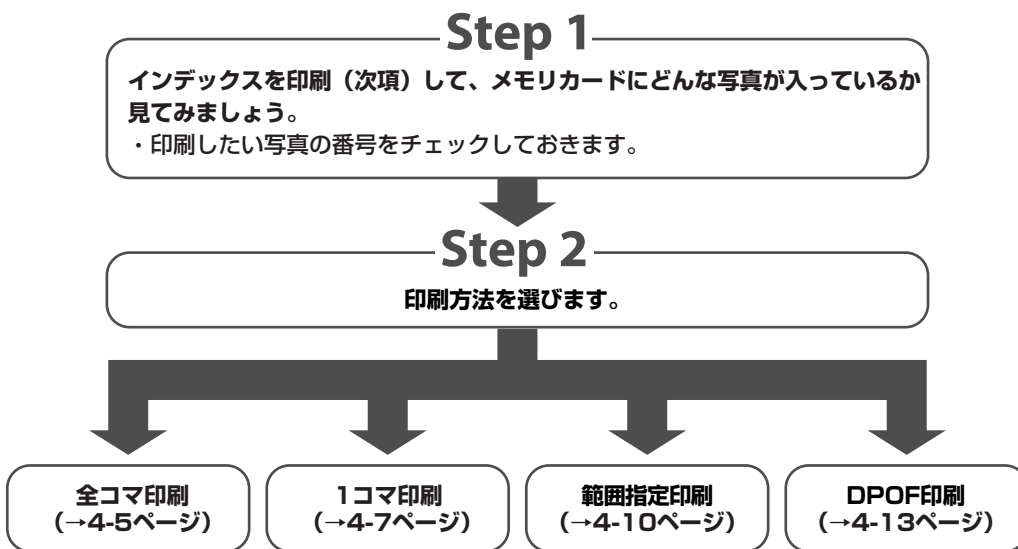 Step 1
インデックスを印刷（次項）して、メモリカードにどんな写真が入っているか
見てみましょう。
・印刷したい写真の番号をチェックしておきます。
Step 2
印刷方法を選びます。
全コマ印刷
（→4-5ページ）
1コマ印刷
（→4-7ページ）
範囲指定印刷
（→4-10ページ）
DPOF印刷
（→4-13ページ）